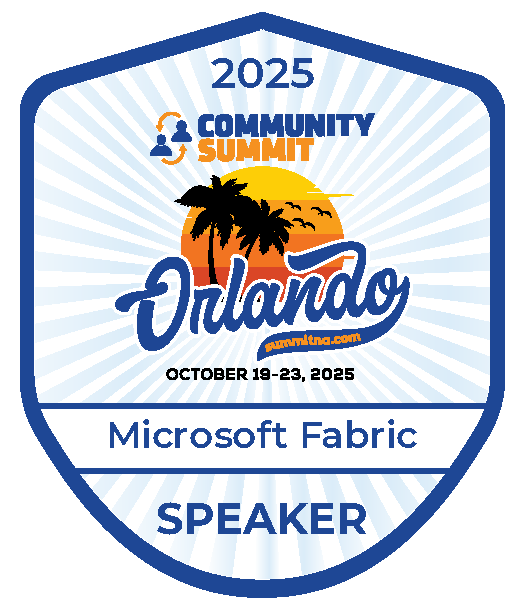 2025
COMMUNITY
SUMMIT
Orlando
summitna.com
OCTOBER 19-23, 2025
Microsoft Fabric
SPEAKER